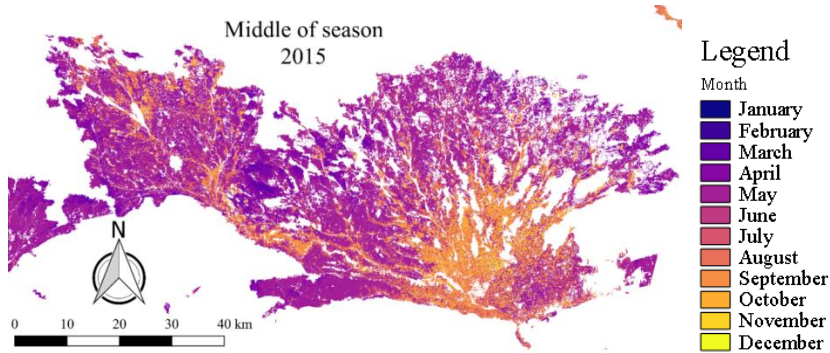 Middle of season
2015
N
0 10 20 30 40 km
Legend
Month
January
February
March
April
May
June
July
August
September
October
November
December